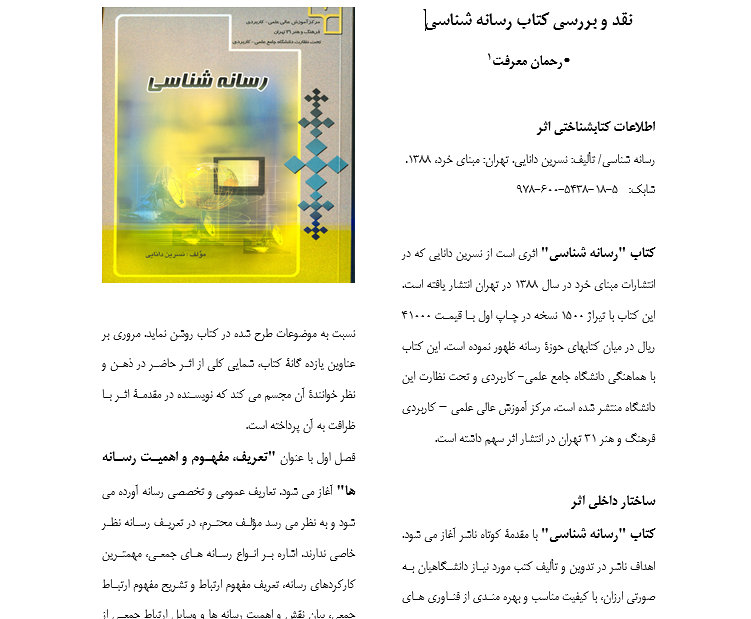 نقد و بررسی کتاب رسانه شناسی
•رحمان معرفت۱
اطلاعات کتابشناختی اثر
رسانه شناسی/ تألیف: نسرین دانایی. تهران: مبنای خرد، ۱۳۸۸.
شابک: ۵-۱۸-۵۴۳۸-۶۰۰-۹۷۸
کتاب "رسانه شناسی" اثری است از نسرین دانایی که در
انتشارات مبنای خرد در سال ۱۳۸۸ در تهران انتشار یافته است.
این کتاب با تیراژ ۱۵۰۰ نسخه در چاپ اول با قیمت ۴۱۰۰۰
ریال در میان کتابهای حوزۀ رسانه ظهور نموده است. این کتاب
با هماهنگی دانشگاه جامع علمی- کاربردی و تحت نظارت این
دانشگاه منتشر شده است. مرکز آموزش عالی علمی – کاربردی
فرهنگ و هنر ۳۱ تهران در انتشار اثر سهم داشته است.
ساختار داخلی اثر
کتاب "رسانه شناسی" با مقدمۀ کوتاه ناشر آغاز می شود.
اهداف ناشر در تدوین و تألیف کتب مورد نیاز دانشگاهیان به
صورتی ارزان، با کیفیت مناسب و بهره مندی از فناوری های
مرکز آموزش عالی علمی - کاربردی
فرهنگ و هنر ۳۱ تهران
تحت نظارت دانشگاه جامع علمی - کاربردی
رسانه شناسی
مؤلف : نسرین دانایی
نسبت به موضوعات طرح شده در کتاب روشن نماید. مروری بر
عناوین یازده گانۀ کتاب، شمایی کلی از اثر حاضر در ذهن و
نظر خوانندۀ آن مجسم می کند که نویسنده در مقدمۀ اثر با
ظرافت به آن پرداخته است.
فصل اول با عنوان "تعریف، مفهوم و اهمیت رسانه
ها" آغاز می شود. تعاریف عمومی و تخصصی رسانه آورده می
شود و به نظر می رسد مؤلف محترم، در تعریف رسانه نظر
خاصی ندارند. اشاره بر انواع رسانه های جمعی، مهمترین
کارکردهای رسانه، تعریف مفهوم ارتباط و تشریح مفهوم ارتباط
جمعی، بیان نقش و اهمیت رسانه ها و وسایل ارتباط جمعی از